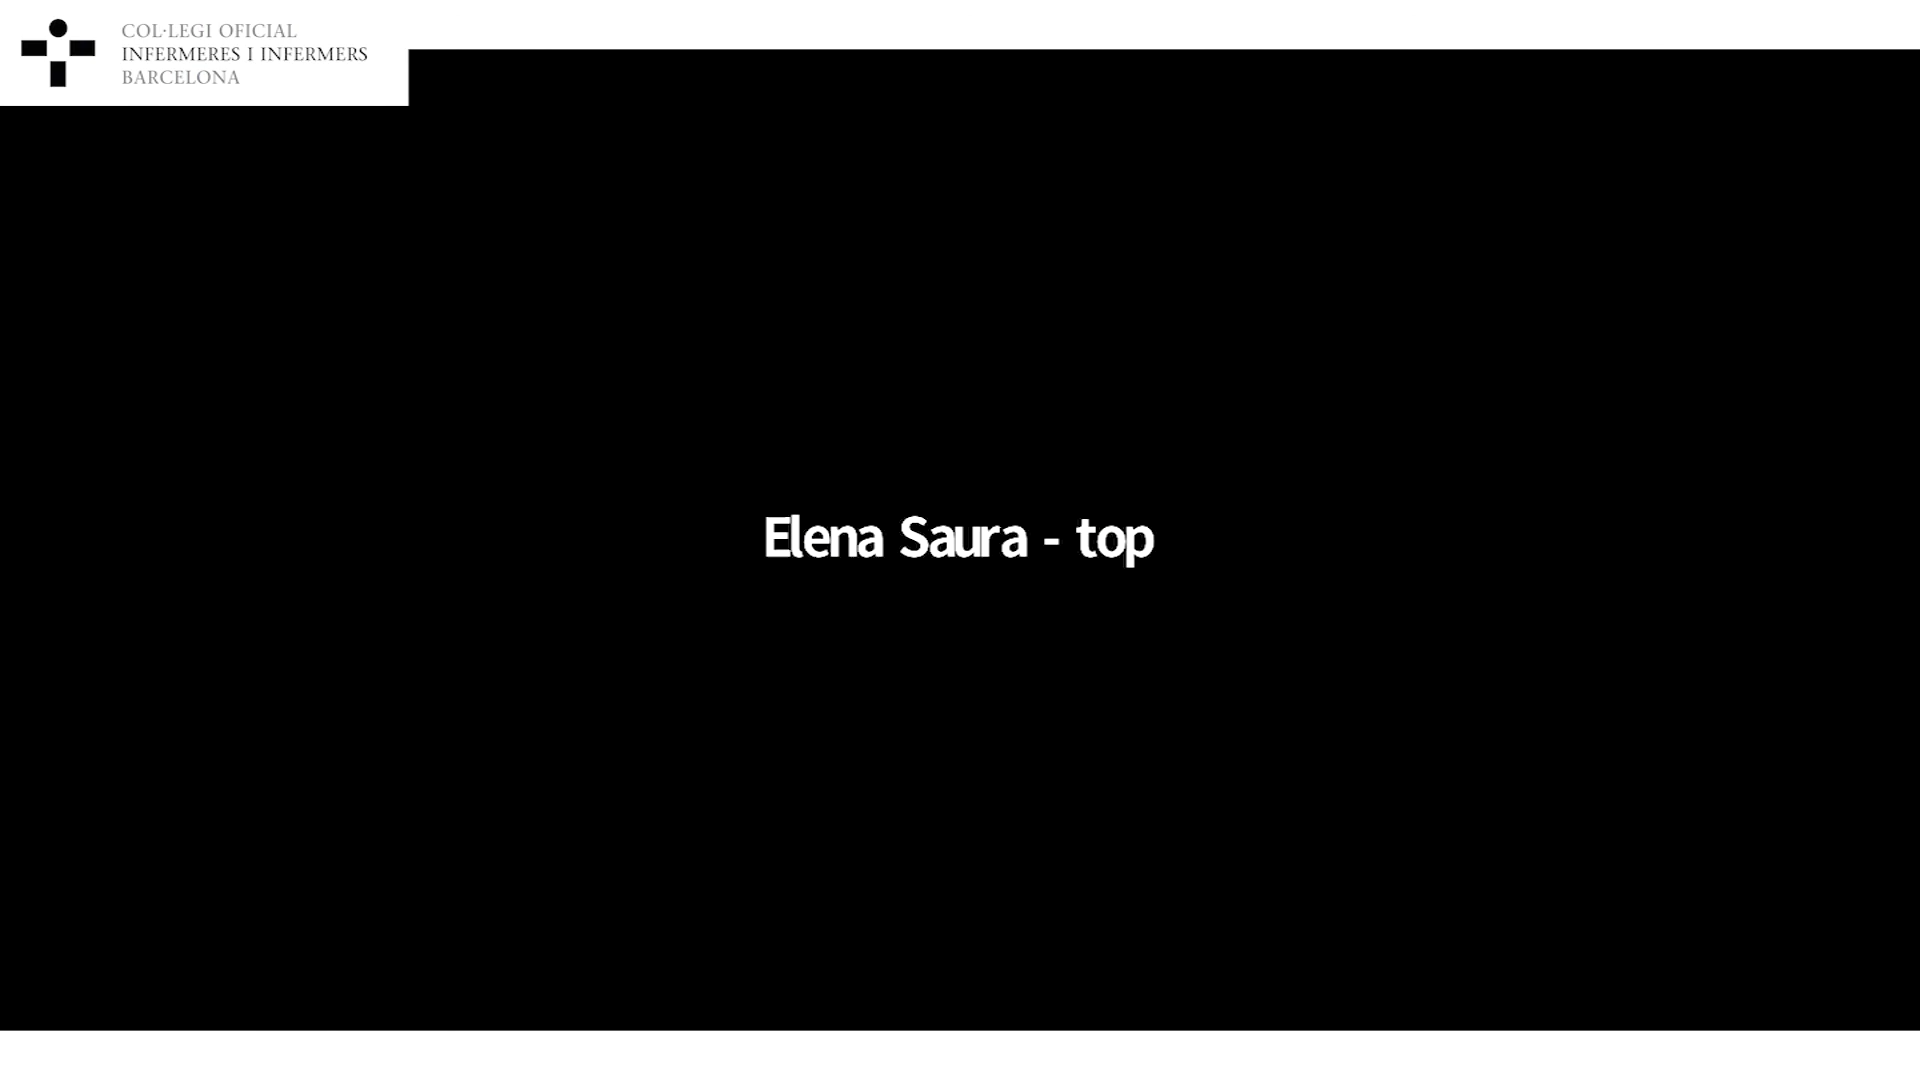 COL·LEGI OFICIAL
INFERMERES I INFERMERS
BARCELONA
Elena Saura - top